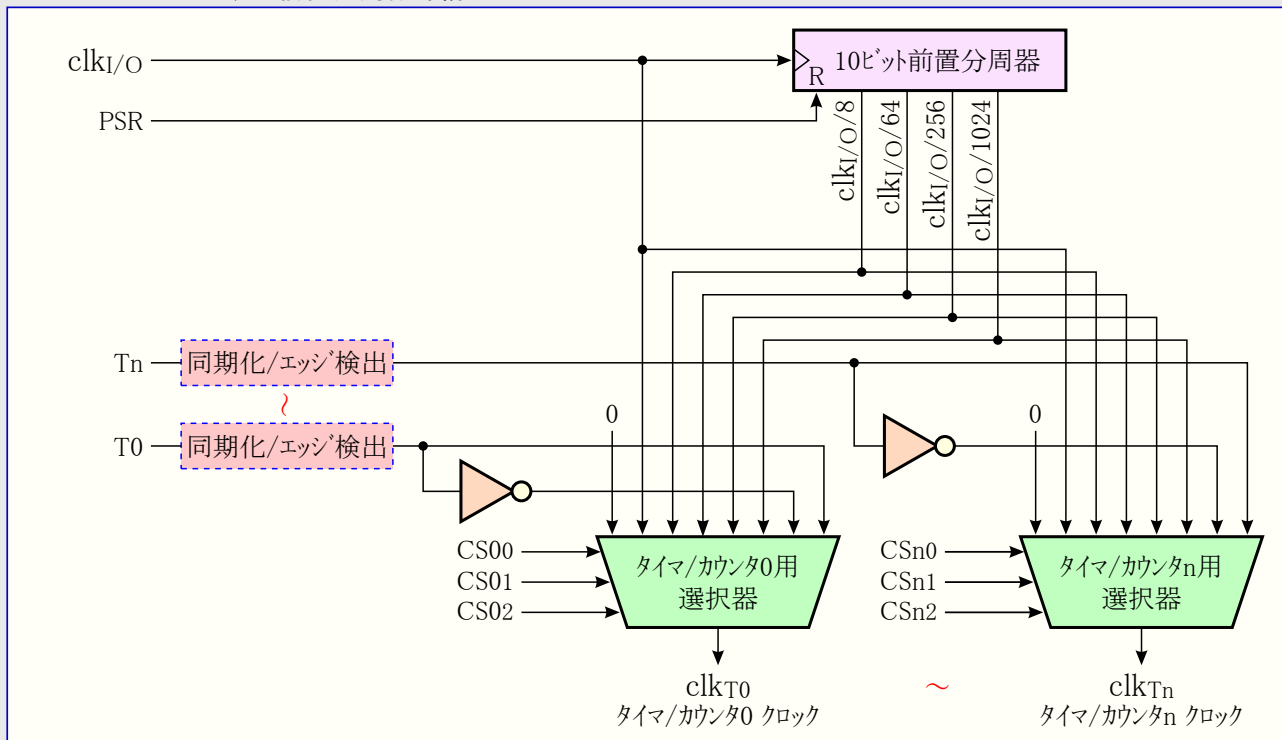 clkI/O
10ビット前置分周器
R
PSR
clkI/O/8
clkI/O/64
clkI/O/256
clkI/O/1024
Tn
同期化/エッジ検出
~
T0
同期化/エッジ検出
0
0
CS00
CS01
CS02
タイマ/カウンタ0用
選択器
CSn0
CSn1
CSn2
タイマ/カウンタn用
選択器
clkT0
タイマ/カウンタ0 クロック
~
clkTn
タイマ/カウンタn クロック